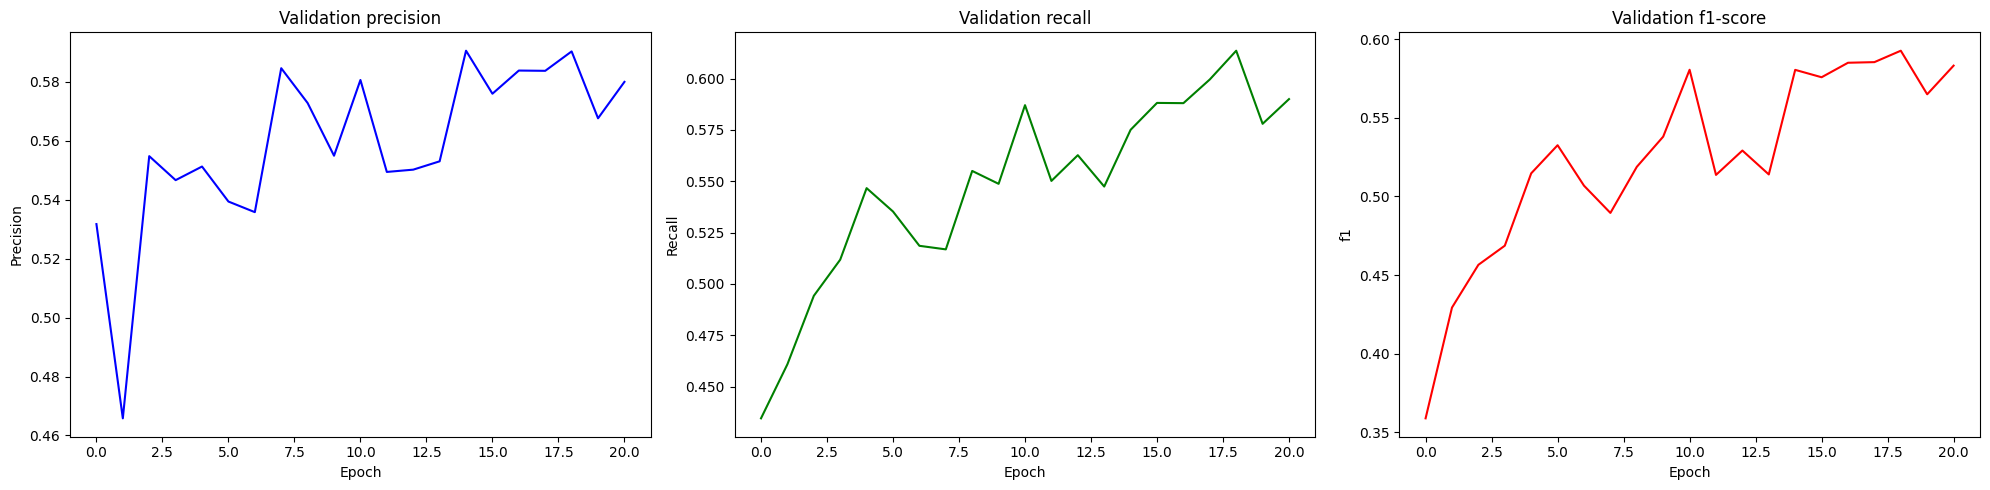 Validation precision
Precision
0.58
0.56
0.54
0.52
0.50
0.48
0.46
0.0 2.5 5.0 7.5 10.0 12.5 15.0 17.5 20.0
Epoch
Validation recall
Recall
0.600
0.575
0.550
0.525
0.500
0.475
0.450
0.0 2.5 5.0 7.5 10.0 12.5 15.0 17.5 20.0
Epoch
Validation f1-score
f1
0.60
0.55
0.50
0.45
0.40
0.35
0.0 2.5 5.0 7.5 10.0 12.5 15.0 17.5 20.0
Epoch